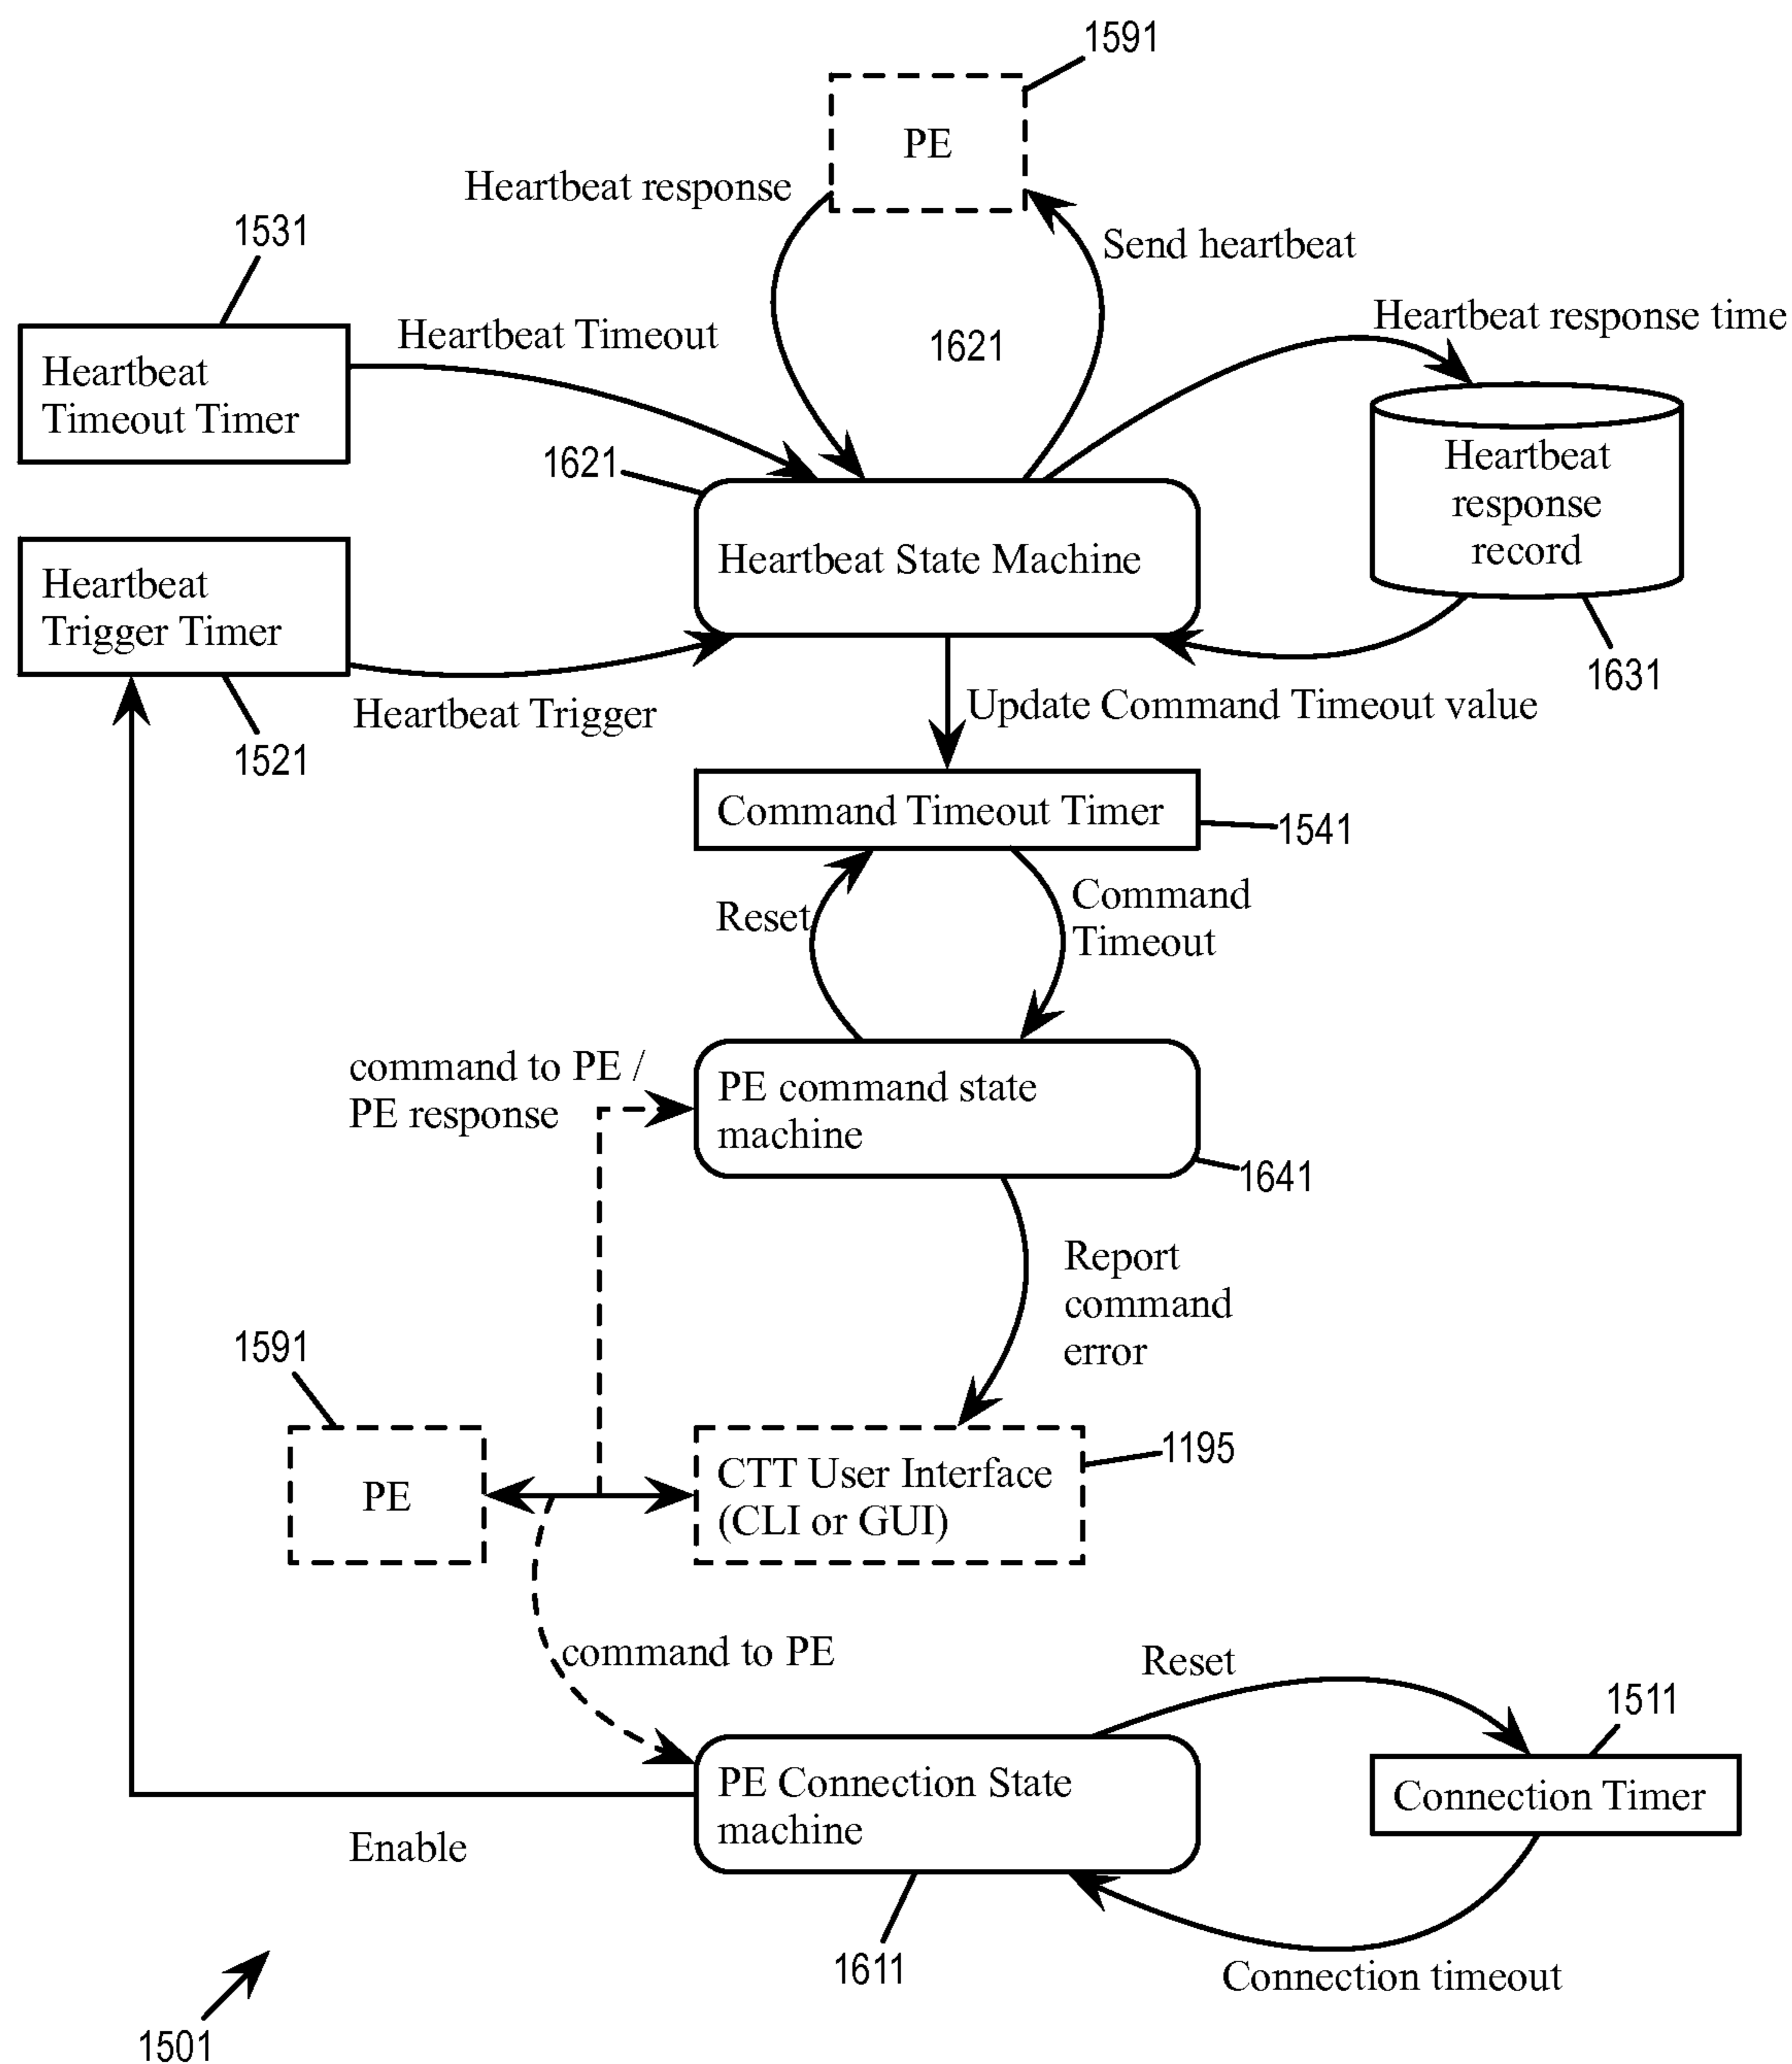 1591
PE
Heartbeat response
Send heartbeat
1531
Heartbeat Timeout
1621
Heartbeat response time
Heartbeat
Timeout Timer
1621
Heartbeat
response
record
Heartbeat State Machine
Heartbeat
Trigger Timer
1631
Heartbeat Trigger
Update Command Timeout value
1521
Command Timeout Timer
1541
Reset
Command
Timeout
command to PE /
PE response
PE command state
machine
1641
Report
command
error
1591
PE
CTT User Interface
(CLI or GUI)
1195
command to PE
Reset
1511
PE Connection State
machine
Connection Timer
Enable
1611
Connection timeout
1501